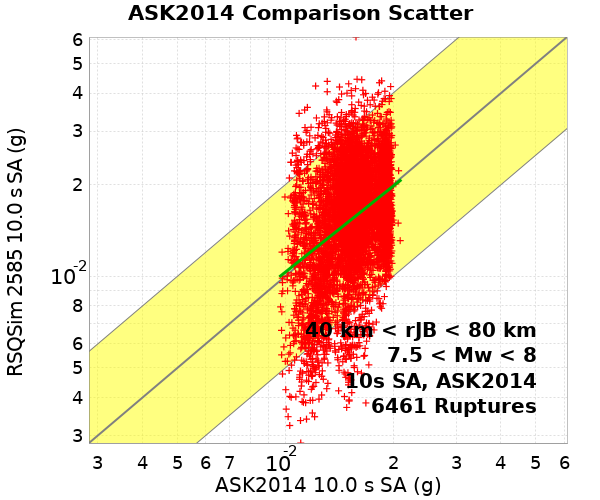 ASK2014 Comparison Scatter
RSQSim 2585 10.0 s SA (g)
6
5
4
3
2
10⁻²
8
6
5
4
3
40 km < rJB < 80 km
7.5 < Mw < 8
10s SA, ASK2014
6461 Ruptures
3 4 5 6 7 10⁻² 2 3 4 5 6
ASK2014 10.0 s SA (g)